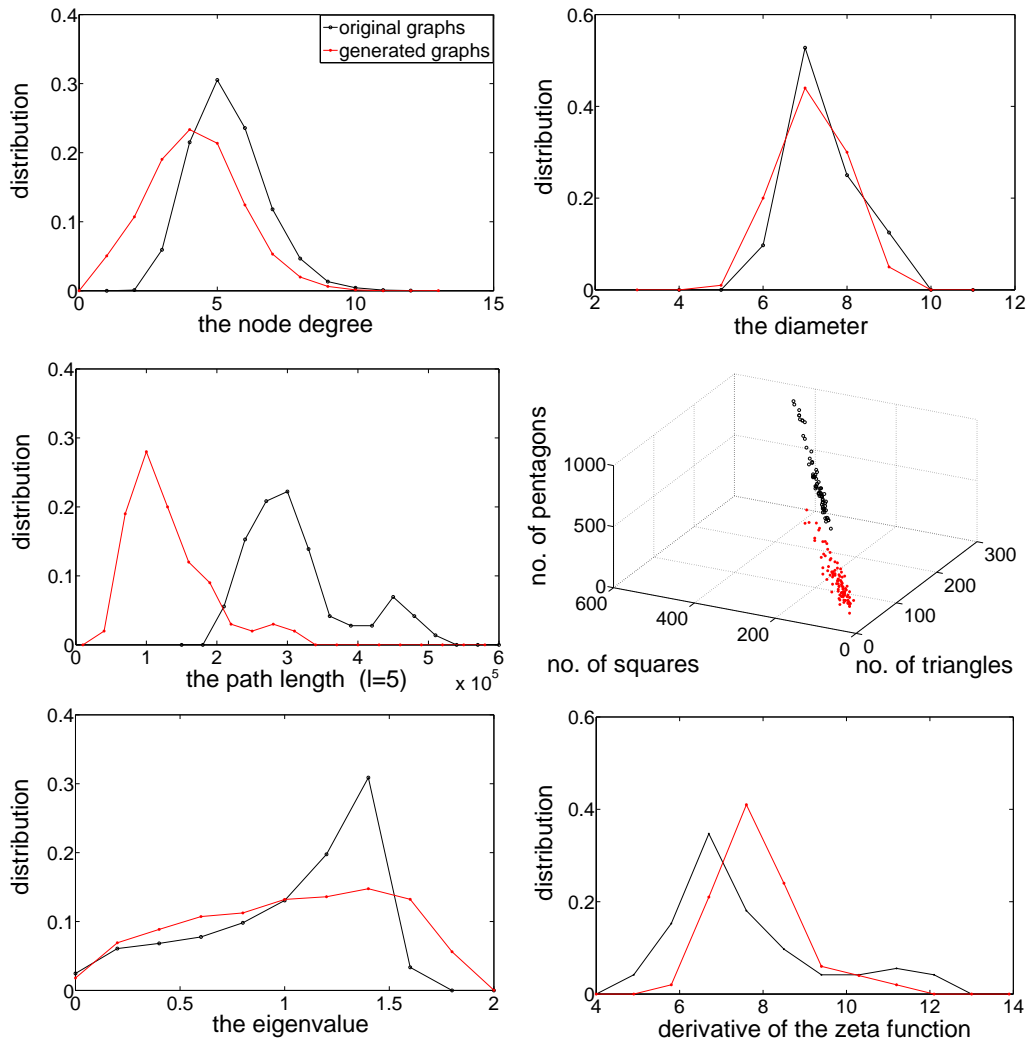 0.4
0.3
0.2
0.1
0
distribution
original graphs
generated graphs
0 5 10 15
the node degree
0.6
0.4
0.2
0
distribution
2 4 6 8 10 12
the diameter
0.4
0.3
0.2
0.1
0
distribution
0 1 2 3 4 5 6
the path length (l=5)
x 10⁵
1000
500
0
no. of pentagons
600
400
200
0
no. of squares
0
100
200
300
no. of triangles
0.4
0.3
0.2
0.1
0
distribution
0 0.5 1 1.5 2
the eigenvalue
0.6
0.4
0.2
0
distribution
4 6 8 10 12 14
derivative of the zeta function